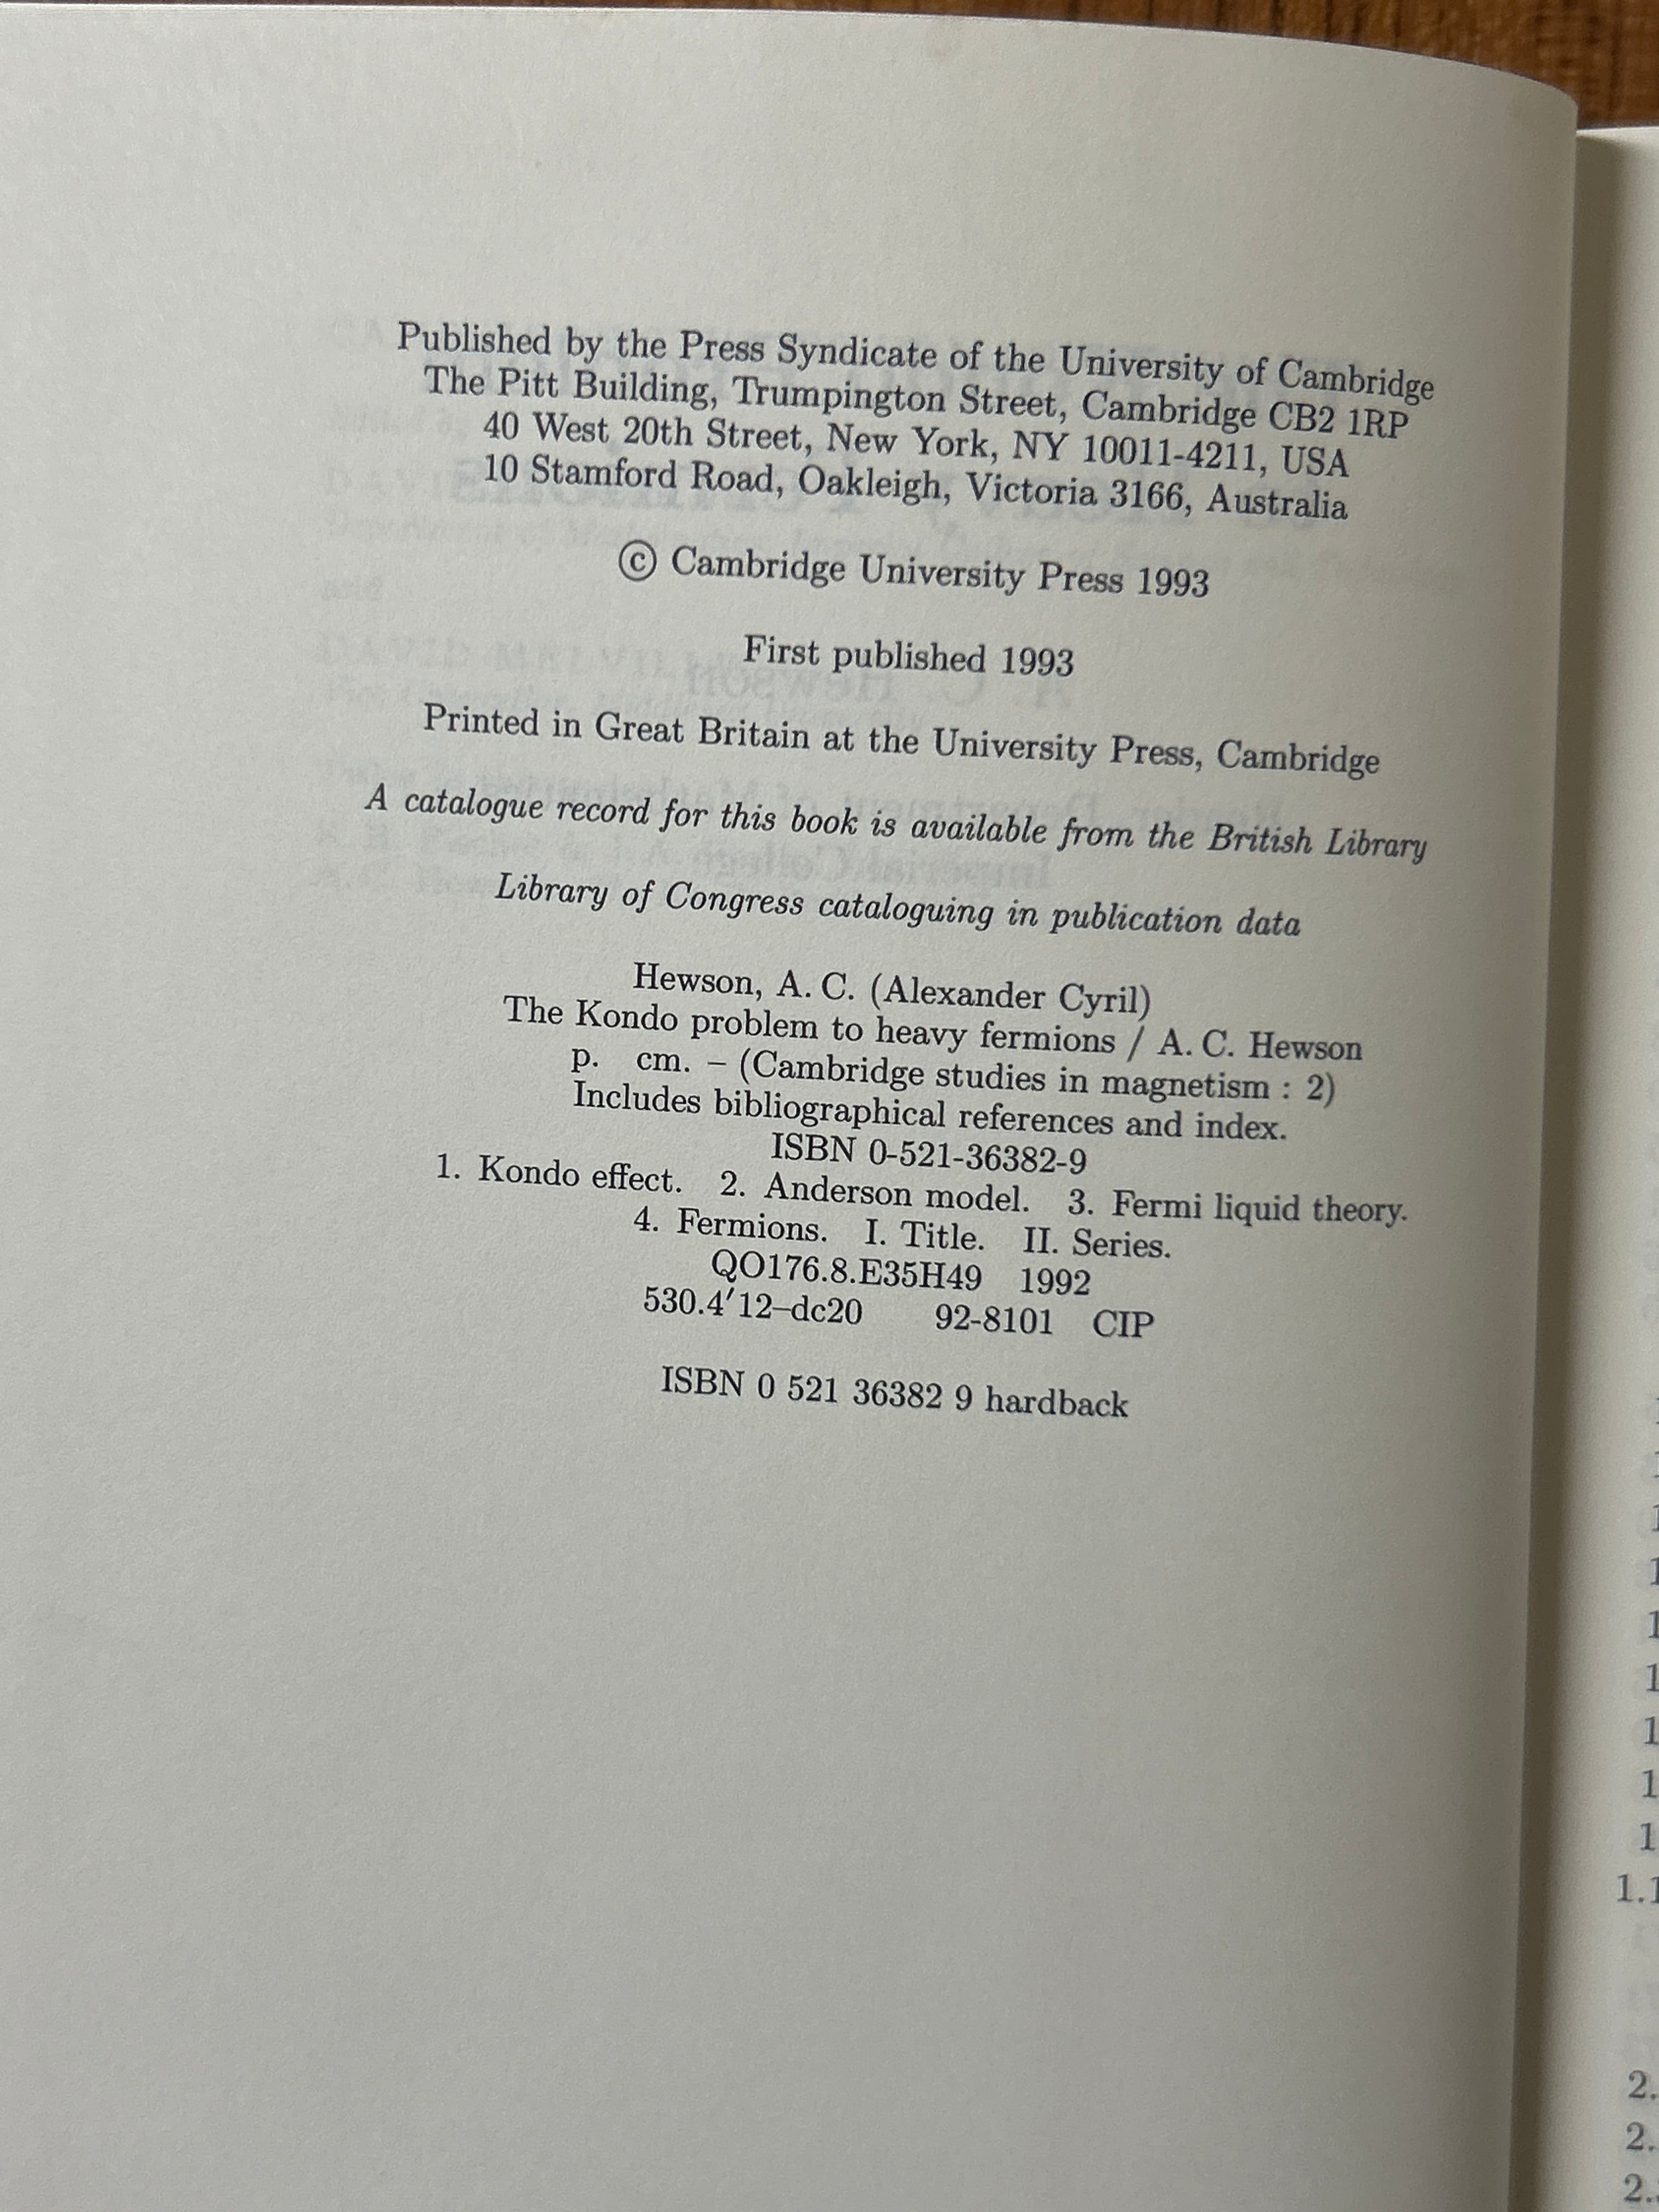 Published by the Press Syndicate of the University of Cambridge
The Pitt Building, Trumpington Street, Cambridge CB2 1RP
40 West 20th Street, New York, NY 10011-4211, USA
10 Stamford Road, Oakleigh, Victoria 3166, Australia
© Cambridge University Press 1993
First published 1993
Printed in Great Britain at the University Press, Cambridge
A catalogue record for this book is available from the British Library
Library of Congress cataloguing in publication data
Hewson, A. C. (Alexander Cyril)
The Kondo problem to heavy fermions / A. C. Hewson
p. cm. – (Cambridge studies in magnetism : 2)
Includes bibliographical references and index.
ISBN 0-521-36382-9
1. Kondo effect. 2. Anderson model. 3. Fermi liquid theory.
4. Fermions. I. Title. II. Series.
QO176.8.E35H49 1992
530.4′12–dc20 92-8101 CIP
ISBN 0 521 36382 9 hardback